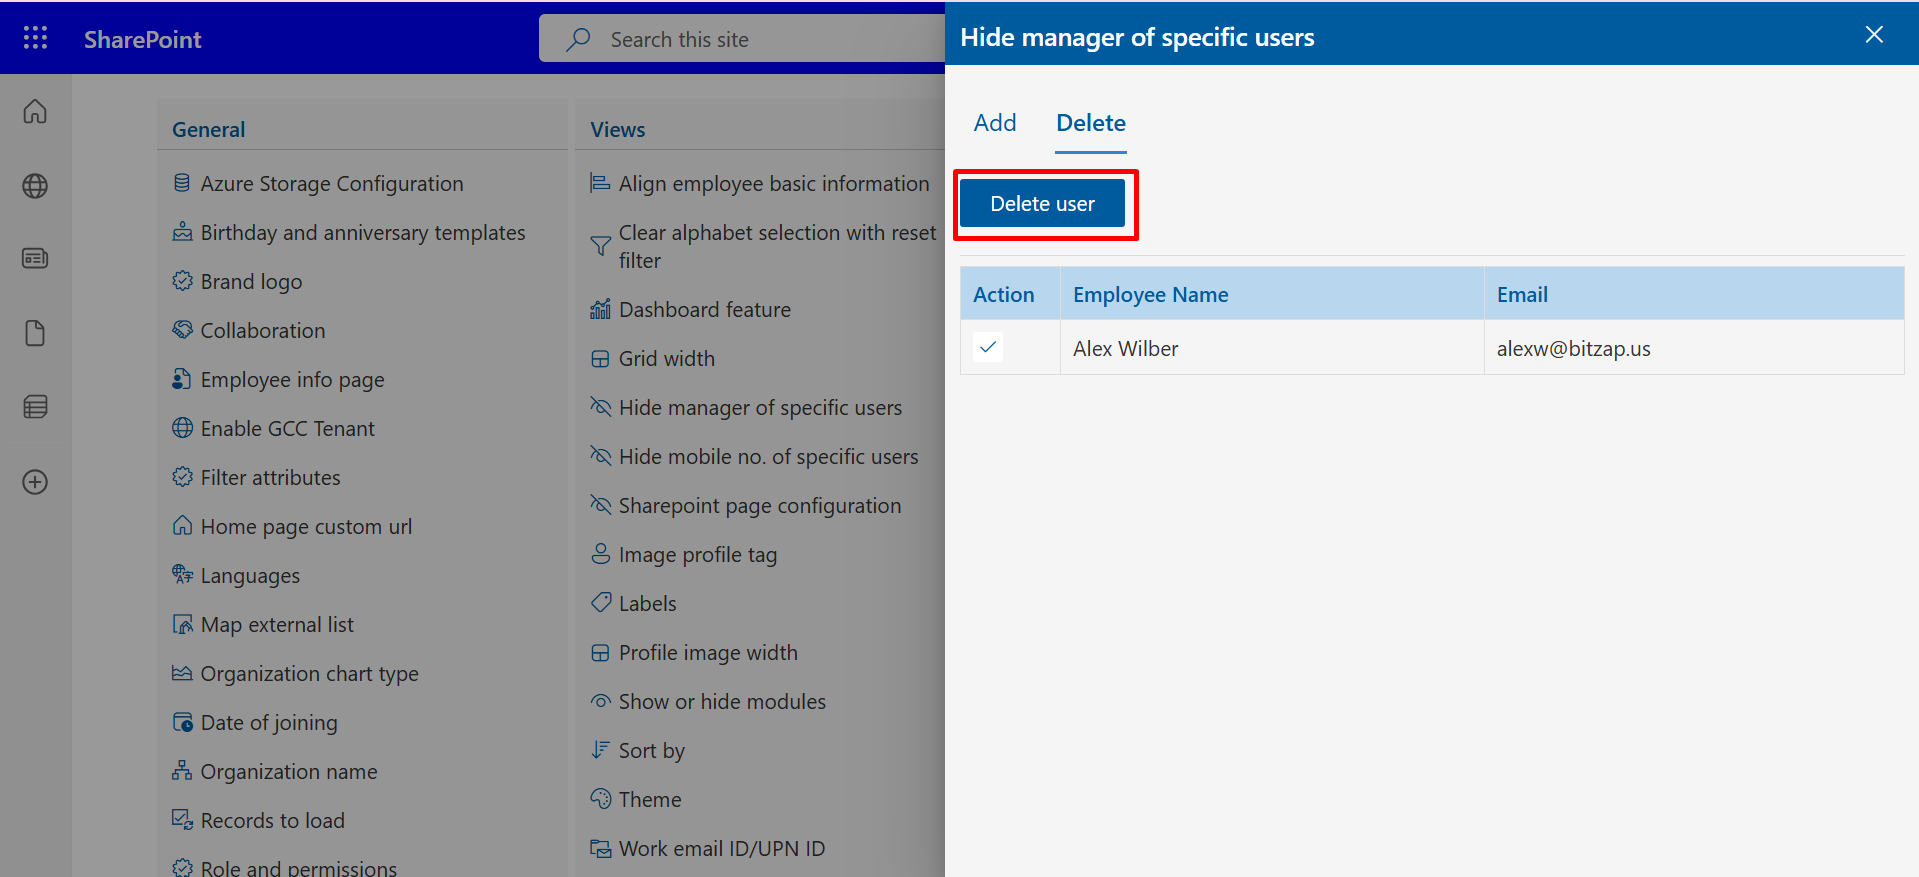 SharePoint
Search this site
General
Azure Storage Configuration
Birthday and anniversary templates
Brand logo
Collaboration
Employee info page
Enable GCC Tenant
Filter attributes
Home page custom url
Languages
Map external list
Organization chart type
Date of joining
Organization name
Records to load
Role and permissions
Views
Align employee basic information
Clear alphabet selection with reset
filter
Dashboard feature
Grid width
Hide manager of specific users
Hide mobile no. of specific users
Sharepoint page configuration
Image profile tag
Labels
Profile image width
Show or hide modules
Sort by
Theme
Work email ID/UPN ID
Hide manager of specific users
Add Delete
Delete user
Action Employee Name Email
Alex Wilber alexw@bitzap.us